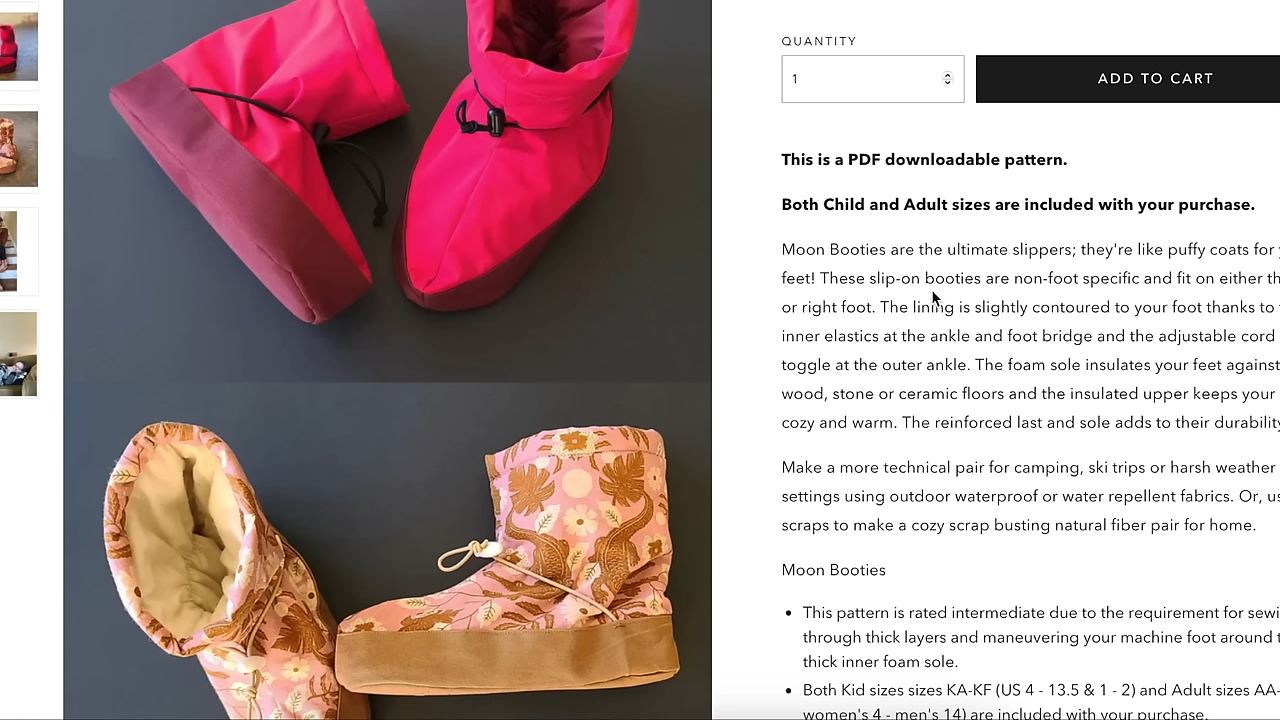 QUANTITY
1
ADD TO CART
This is a PDF downloadable pattern.
Both Child and Adult sizes are included with your purchase.
Moon Booties are the ultimate slippers; they're like puffy coats for
feet! These slip-on booties are non-foot specific and fit on either
or right foot. The lining is slightly contoured to your foot thanks to
inner elastics at the ankle and foot bridge and the adjustable cord
toggle at the outer ankle. The foam sole insulates your feet against
wood, stone or ceramic floors and the insulated upper keeps your
cozy and warm. The reinforced last and sole adds to their durability
Make a more technical pair for camping, ski trips or harsh weather
settings using outdoor waterproof or water repellent fabrics. Or,
scraps to make a cozy scrap busting natural fiber pair for home.
Moon Booties
• This pattern is rated intermediate due to the requirement for
through thick layers and maneuvering your machine foot around
thick inner foam sole.
• Both Kid sizes sizes KA-KF (US 4 - 13.5 & 1 - 2) and Adult sizes AA-
women's 4 - men's 14) are included with your purchase.